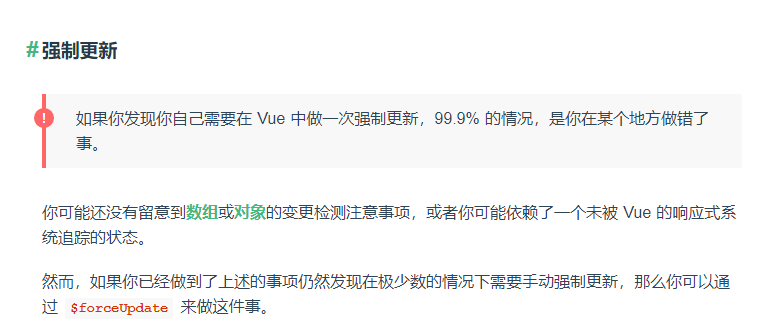 #强制更新
!
如果你发现你自己需要在 Vue 中做一次强制更新，99.9% 的情况，是你在某个地方做错了
事。
你可能还没有留意到数组或对象的变更检测注意事项，或者你可能依赖了一个未被 Vue 的响应式系
统追踪的状态。
然而，如果你已经做到了上述的事项仍然发现在极少数的情况下需要手动强制更新，那么你可以通
过 $forceUpdate 来做这件事。